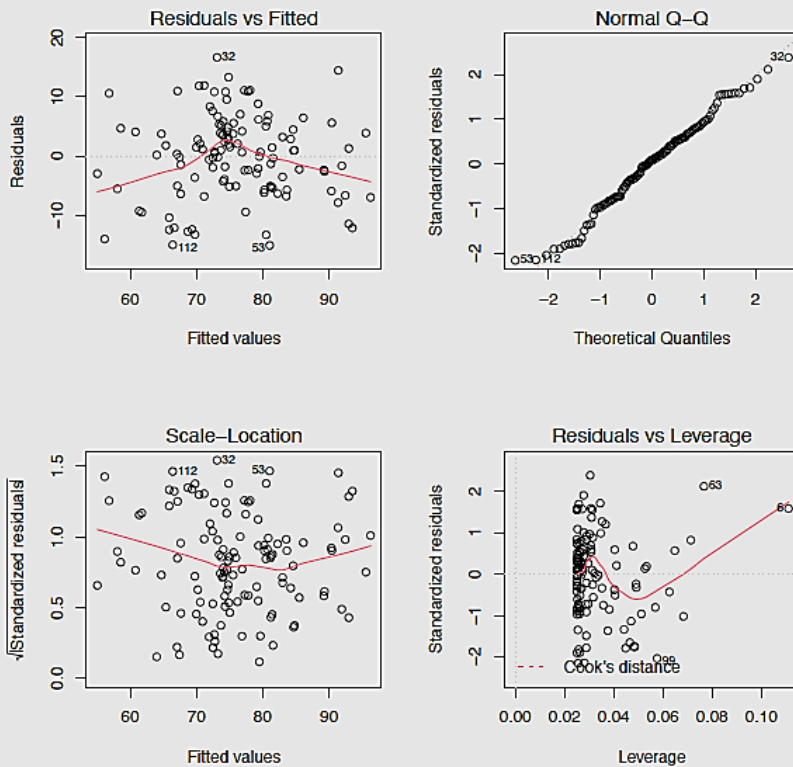 Residuals vs Fitted
Residuals
20
10
0
−10
32
112
53
60 70 80 90
Fitted values
Normal Q−Q
Standardized residuals
2
1
0
−1
−2
32
53 112
−2 −1 0 1 2
Theoretical Quantiles
Scale−Location
√|Standardized residuals|
1.5
1.0
0.5
0.0
112
32
53
60 70 80 90
Fitted values
Residuals vs Leverage
Standardized residuals
2
1
0
−1
−2
63
6
99
Cook's distance
0.00 0.02 0.04 0.06 0.08 0.10
Leverage